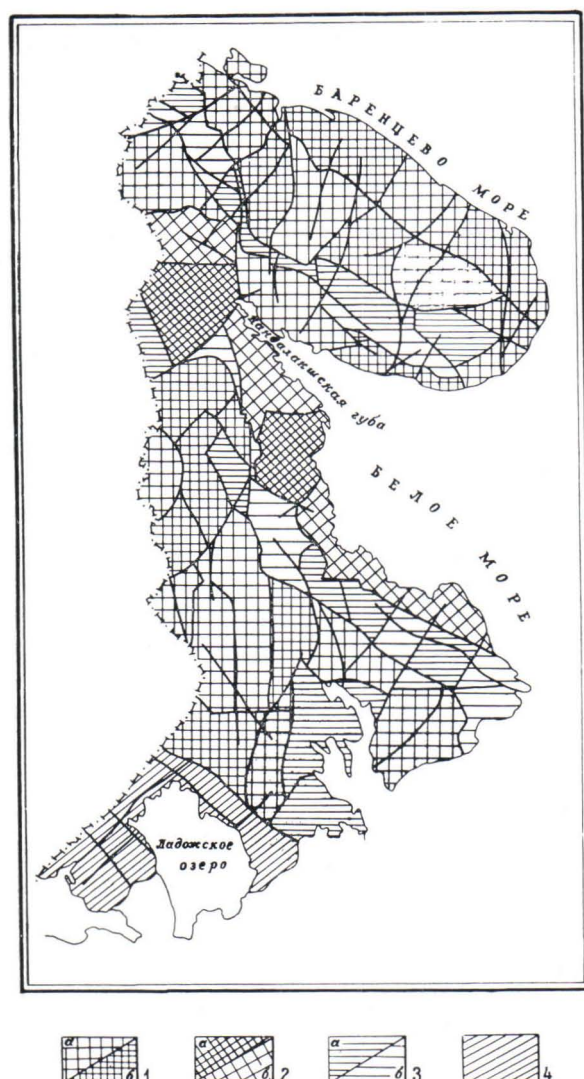 БАРЕНЦЕВО МОРЕ
Кандалакшская губа
БЕЛОЕ МОРЕ
Ладожское
озеро
а б 1
а б 2
а б 3
4